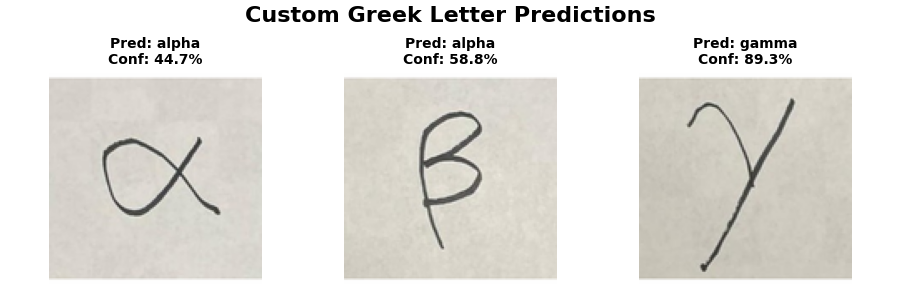 Custom Greek Letter Predictions
Pred: alpha
Conf: 44.7%
Pred: alpha
Conf: 58.8%
Pred: gamma
Conf: 89.3%
α
β
γ